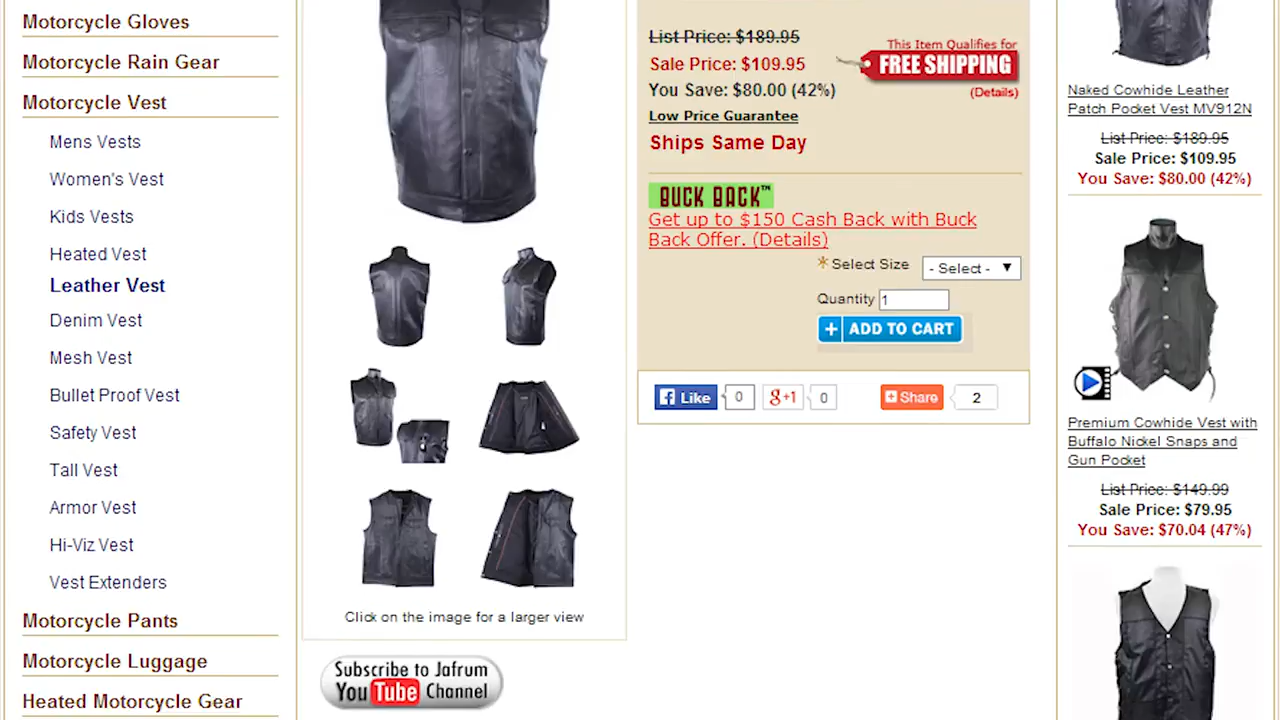 Motorcycle Gloves
Motorcycle Rain Gear
Motorcycle Vest
Mens Vests
Women's Vest
Kids Vests
Heated Vest
Leather Vest
Denim Vest
Mesh Vest
Bullet Proof Vest
Safety Vest
Tall Vest
Armor Vest
Hi-Viz Vest
Vest Extenders
Motorcycle Pants
Motorcycle Luggage
Heated Motorcycle Gear
Click on the image for a larger view
Subscribe to Jafrum
YouTube Channel
List Price: $189.95
Sale Price: $109.95
You Save: $80.00 (42%)
Low Price Guarantee
Ships Same Day
This Item Qualifies for
FREE SHIPPING
(Details)
BUCK BACK™
Get up to $150 Cash Back with Buck
Back Offer. (Details)
Select Size
- Select -
Quantity 1
+ ADD TO CART
f Like 0
g +1 0
Share 2
Naked Cowhide Leather
Patch Pocket Vest MV912N
List Price: $189.95
Sale Price: $109.95
You Save: $80.00 (42%)
Premium Cowhide Vest with
Buffalo Nickel Snaps and
Gun Pocket
List Price: $149.99
Sale Price: $79.95
You Save: $70.04 (47%)